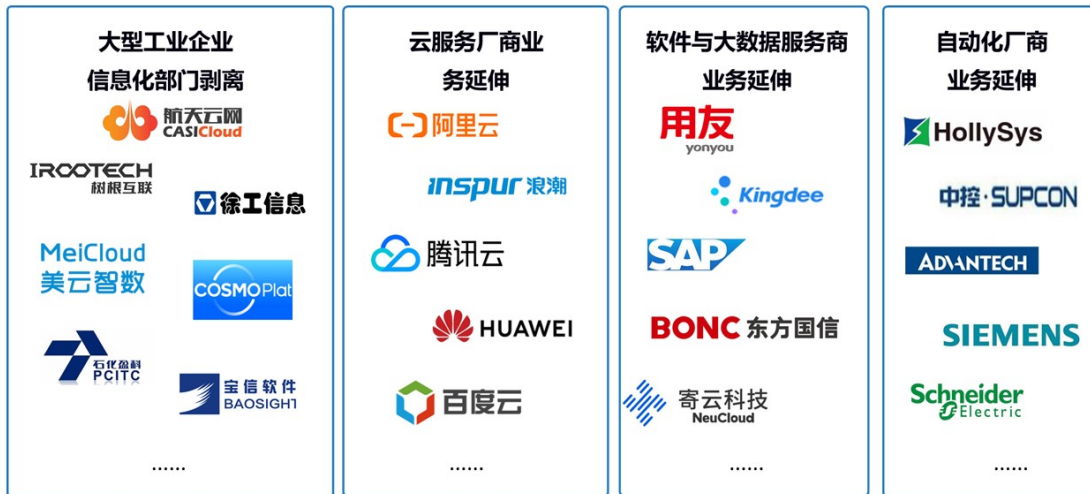 大型工业企业
信息化部门剥离
航天云网
CASICloud
IROOTECH
树根互联
徐工信息
MeiCloud
美云智数
COSMOPlat
石化盈科
PCITC
宝信软件
BAOSIGHT
......
云服务厂商业
务延伸
阿里云
inspur 浪潮
腾讯云
HUAWEI
百度云
......
软件与大数据服务商
业务延伸
用友
yonyou
Kingdee
SAP
BONC 东方国信
寄云科技
NeuCloud
......
自动化厂商
业务延伸
HollySys
中控·SUPCON
ADVANTECH
SIEMENS
Schneider
Electric
......